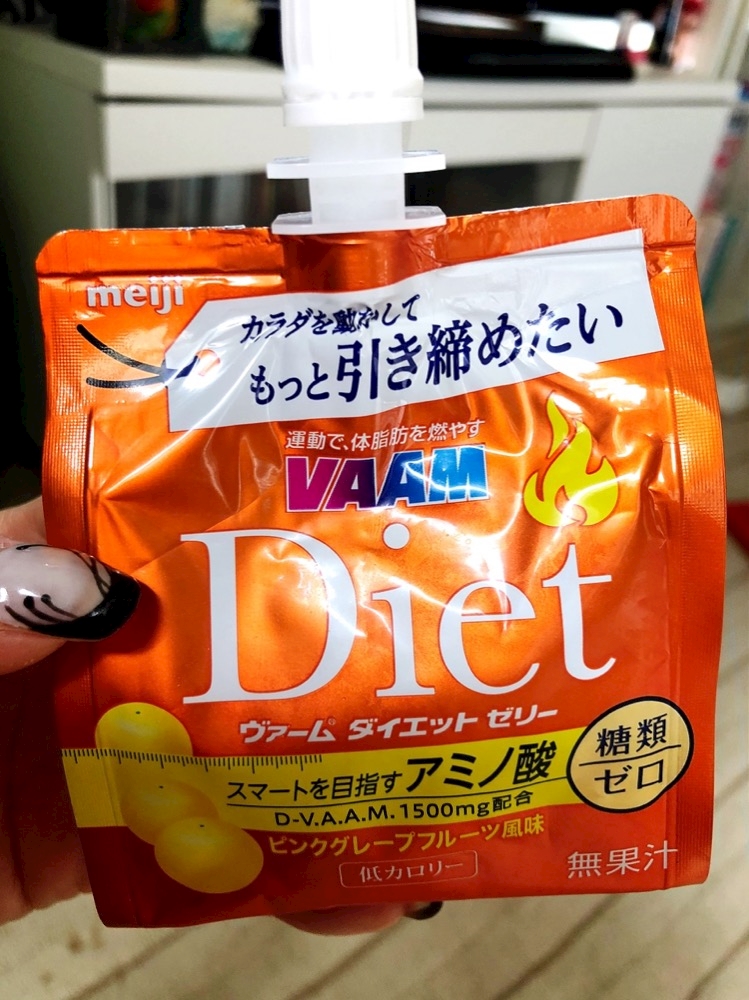 meiji
カラダを動かして
もっと引き締めたい
運動で、体脂肪を燃やす
VAAM
Diet
ヴァーム® ダイエット ゼリー
スマートを目指すアミノ酸
D-V.A.A.M. 1500mg配合
糖類
ゼロ
ピンクグレープフルーツ風味
低カロリー
無果汁